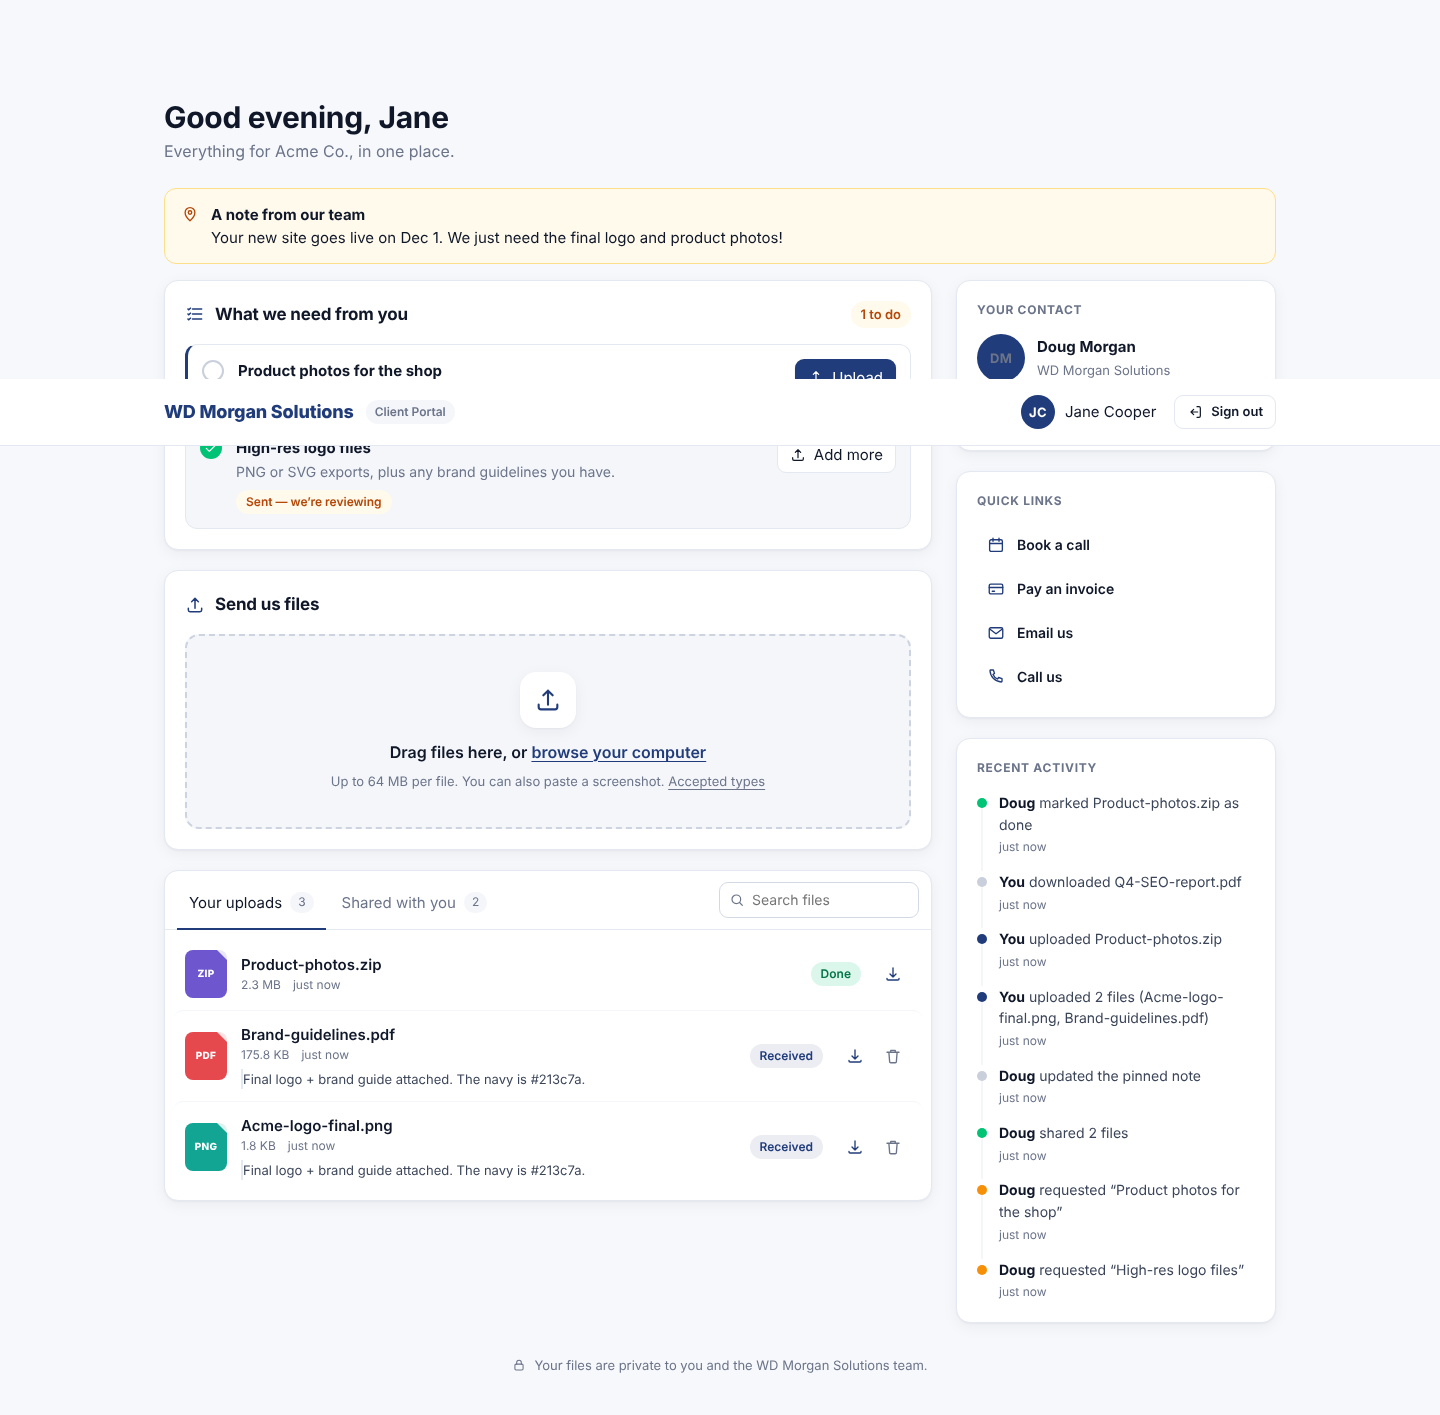 Good evening, Jane
Everything for Acme Co., in one place.
A note from our team
Your new site goes live on Dec 1. We just need the final logo and product photos!
What we need from you
1 to do
Product photos for the shop
Upload
YOUR CONTACT
DM
Doug Morgan
WD Morgan Solutions
WD Morgan Solutions
Client Portal
JC
Jane Cooper
Sign out
High-res logo files
PNG or SVG exports, plus any brand guidelines you have.
Sent — we're reviewing
Add more
QUICK LINKS
Book a call
Pay an invoice
Email us
Call us
Send us files
Drag files here, or browse your computer
Up to 64 MB per file. You can also paste a screenshot. Accepted types
Your uploads 3
Shared with you 2
Search files
ZIP
Product-photos.zip
2.3 MB just now
Done
PDF
Brand-guidelines.pdf
175.8 KB just now
Final logo + brand guide attached. The navy is #213c7a.
Received
PNG
Acme-logo-final.png
1.8 KB just now
Final logo + brand guide attached. The navy is #213c7a.
Received
RECENT ACTIVITY
Doug marked Product-photos.zip as
done
just now
You downloaded Q4-SEO-report.pdf
just now
You uploaded Product-photos.zip
just now
You uploaded 2 files (Acme-logo-
final.png, Brand-guidelines.pdf)
just now
Doug updated the pinned note
just now
Doug shared 2 files
just now
Doug requested “Product photos for
the shop”
just now
Doug requested “High-res logo files”
just now
Your files are private to you and the WD Morgan Solutions team.